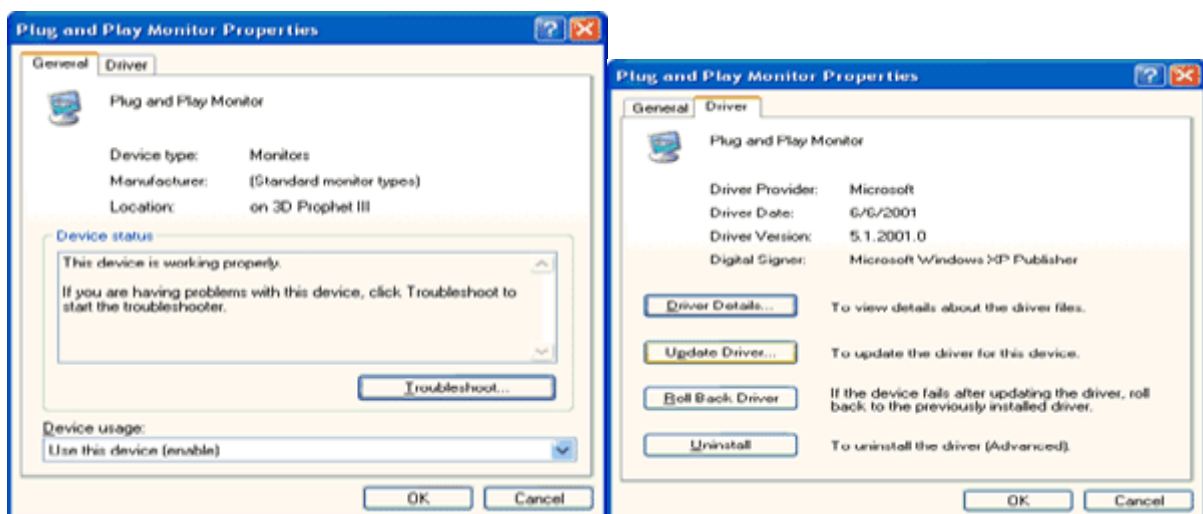 Plug and Play Monitor Properties
General Driver
Plug and Play Monitor
Device type: Monitors
Manufacturer: (Standard monitor types)
Location: on 3D Prophet III
Device status
This device is working properly.
If you are having problems with this device, click Troubleshoot to
start the troubleshooter.
Troubleshoot...
Device usage:
Use this device (enable)
OK Cancel
Plug and Play Monitor Properties
General Driver
Plug and Play Monitor
Driver Provider: Microsoft
Driver Date: 6/6/2001
Driver Version: 5.1.2001.0
Digital Signer: Microsoft Windows XP Publisher
Driver Details... To view details about the driver files.
Update Driver... To update the driver for this device.
Roll Back Driver If the device fails after updating the driver, roll
back to the previously installed driver.
Uninstall To uninstall the driver (Advanced).
OK Cancel